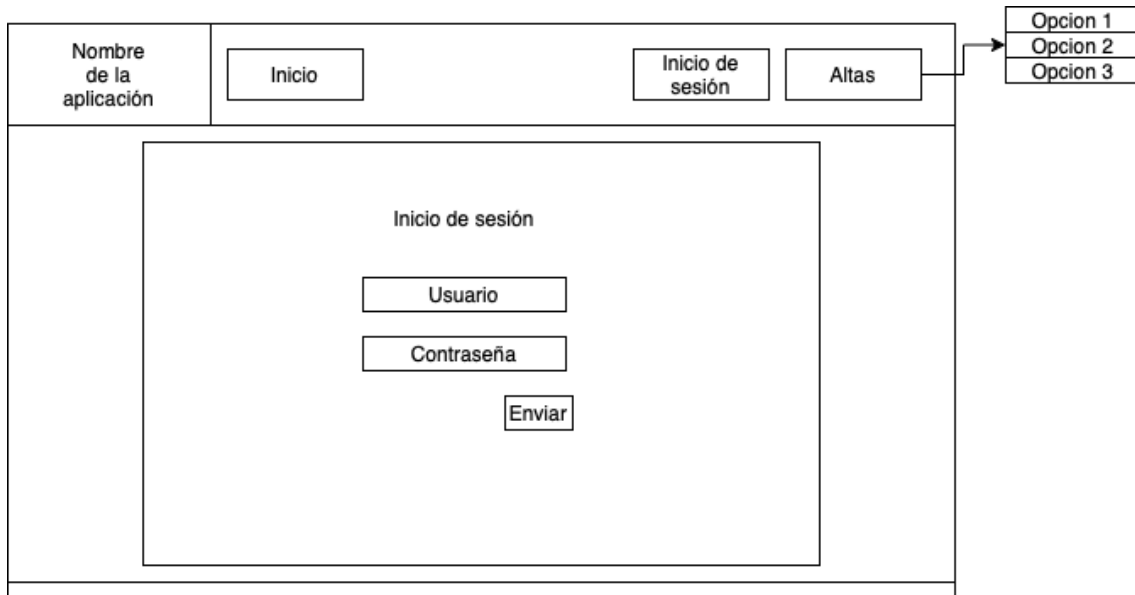 Nombre
de la
aplicación
Inicio
Inicio de
sesión
Altas
Opcion 1
Opcion 2
Opcion 3
Inicio de sesión
Usuario
Contraseña
Enviar